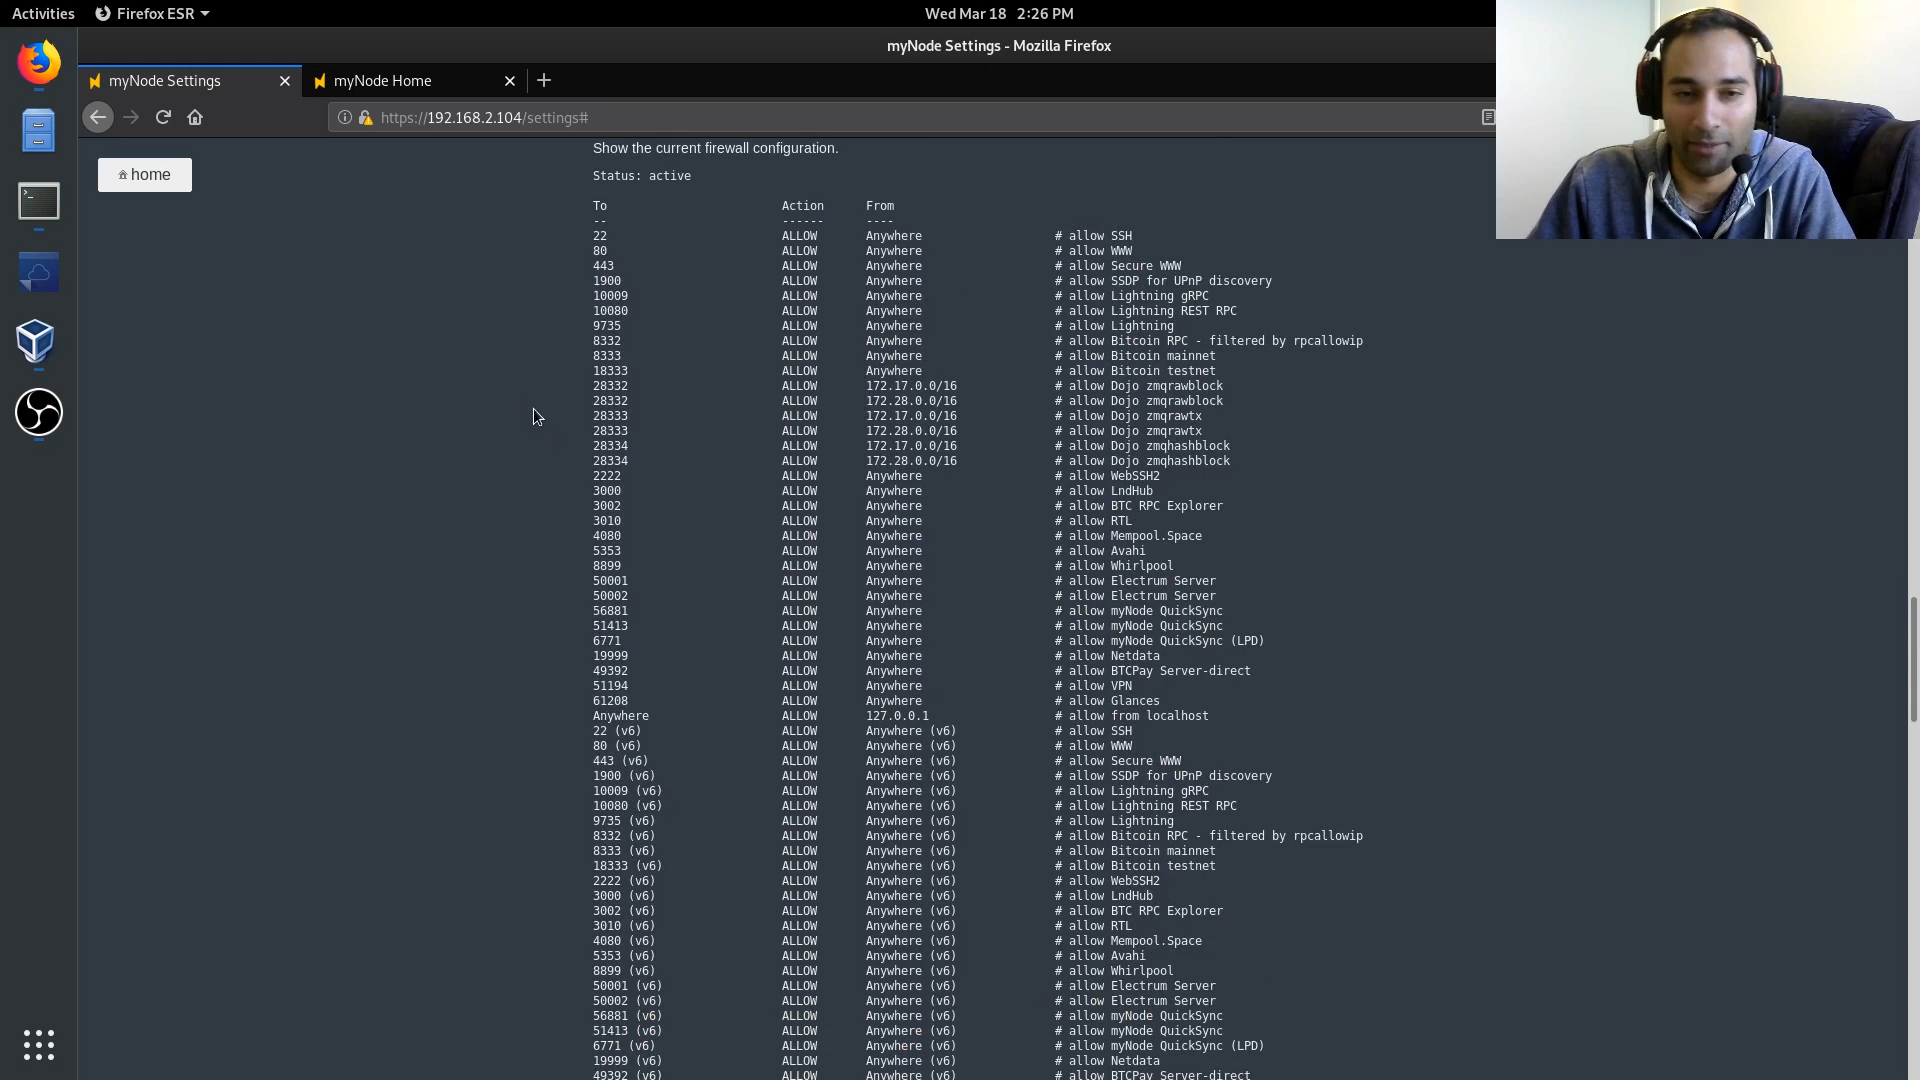 Activities Firefox ESR Wed Mar 18 2:26 PM
myNode Settings - Mozilla Firefox
myNode Settings myNode Home
https://192.168.2.104/settings#
home
Show the current firewall configuration.
Status: active
To Action From
-- ------ ----
22 ALLOW Anywhere # allow SSH
80 ALLOW Anywhere # allow WWW
443 ALLOW Anywhere # allow Secure WWW
1900 ALLOW Anywhere # allow SSDP for UPnP discovery
10009 ALLOW Anywhere # allow Lightning gRPC
10080 ALLOW Anywhere # allow Lightning REST RPC
9735 ALLOW Anywhere # allow Lightning
8332 ALLOW Anywhere # allow Bitcoin RPC - filtered by rpcallowip
8333 ALLOW Anywhere # allow Bitcoin mainnet
18333 ALLOW Anywhere # allow Bitcoin testnet
28332 ALLOW 172.17.0.0/16 # allow Dojo zmqrawblock
28332 ALLOW 172.28.0.0/16 # allow Dojo zmqrawblock
28333 ALLOW 172.17.0.0/16 # allow Dojo zmqrawtx
28333 ALLOW 172.28.0.0/16 # allow Dojo zmqrawtx
28334 ALLOW 172.17.0.0/16 # allow Dojo zmqhashblock
28334 ALLOW 172.28.0.0/16 # allow Dojo zmqhashblock
2222 ALLOW Anywhere # allow WebSSH2
3000 ALLOW Anywhere # allow LndHub
3002 ALLOW Anywhere # allow BTC RPC Explorer
3010 ALLOW Anywhere # allow RTL
4080 ALLOW Anywhere # allow Mempool.Space
5353 ALLOW Anywhere # allow Avahi
8899 ALLOW Anywhere # allow Whirlpool
50001 ALLOW Anywhere # allow Electrum Server
50002 ALLOW Anywhere # allow Electrum Server
56881 ALLOW Anywhere # allow myNode QuickSync
51413 ALLOW Anywhere # allow myNode QuickSync
6771 ALLOW Anywhere # allow myNode QuickSync (LPD)
19999 ALLOW Anywhere # allow Netdata
49392 ALLOW Anywhere # allow BTCPay Server-direct
51194 ALLOW Anywhere # allow VPN
61208 ALLOW Anywhere # allow Glances
Anywhere ALLOW 127.0.0.1 # allow from localhost
22 (v6) ALLOW Anywhere (v6) # allow SSH
80 (v6) ALLOW Anywhere (v6) # allow WWW
443 (v6) ALLOW Anywhere (v6) # allow Secure WWW
1900 (v6) ALLOW Anywhere (v6) # allow SSDP for UPnP discovery
10009 (v6) ALLOW Anywhere (v6) # allow Lightning gRPC
10080 (v6) ALLOW Anywhere (v6) # allow Lightning REST RPC
9735 (v6) ALLOW Anywhere (v6) # allow Lightning
8332 (v6) ALLOW Anywhere (v6) # allow Bitcoin RPC - filtered by rpcallowip
8333 (v6) ALLOW Anywhere (v6) # allow Bitcoin mainnet
18333 (v6) ALLOW Anywhere (v6) # allow Bitcoin testnet
2222 (v6) ALLOW Anywhere (v6) # allow WebSSH2
3000 (v6) ALLOW Anywhere (v6) # allow LndHub
3002 (v6) ALLOW Anywhere (v6) # allow BTC RPC Explorer
3010 (v6) ALLOW Anywhere (v6) # allow RTL
4080 (v6) ALLOW Anywhere (v6) # allow Mempool.Space
5353 (v6) ALLOW Anywhere (v6) # allow Avahi
8899 (v6) ALLOW Anywhere (v6) # allow Whirlpool
50001 (v6) ALLOW Anywhere (v6) # allow Electrum Server
50002 (v6) ALLOW Anywhere (v6) # allow Electrum Server
56881 (v6) ALLOW Anywhere (v6) # allow myNode QuickSync
51413 (v6) ALLOW Anywhere (v6) # allow myNode QuickSync
6771 (v6) ALLOW Anywhere (v6) # allow myNode QuickSync (LPD)
19999 (v6) ALLOW Anywhere (v6) # allow Netdata
49392 (v6) ALLOW Anywhere (v6) # allow BTCPay Server-direct